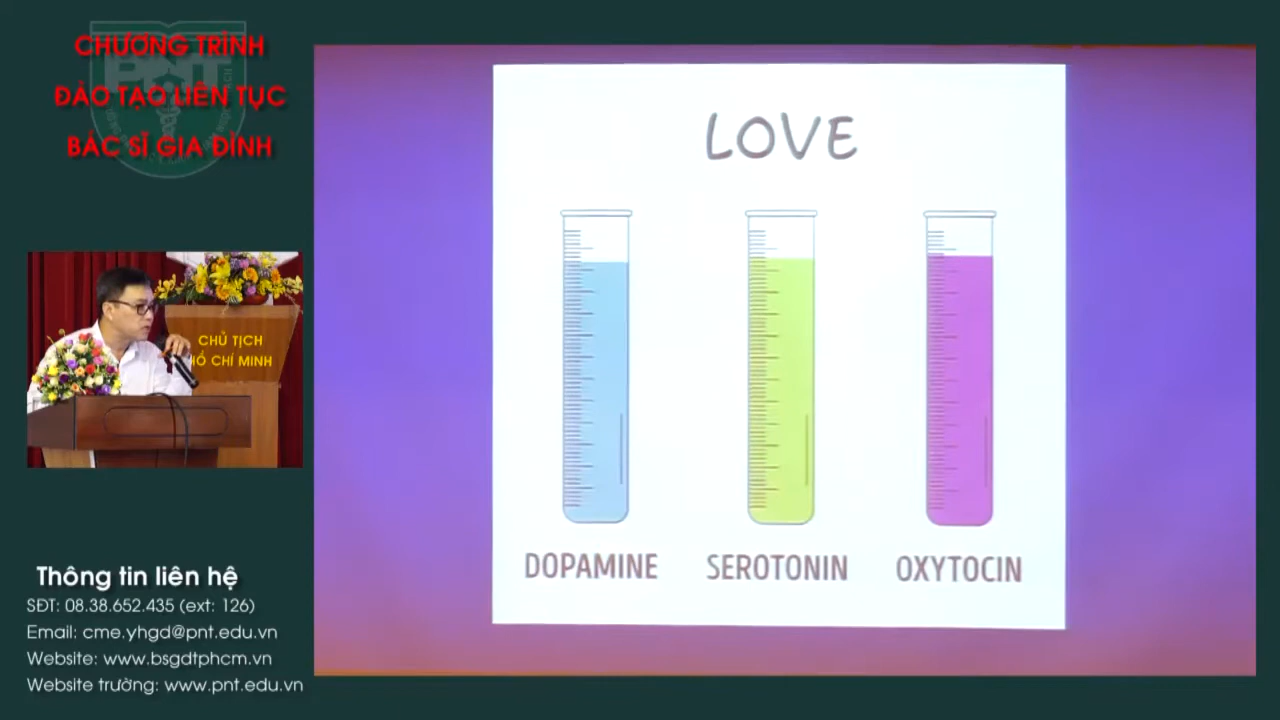 CHƯƠNG TRÌNH
ĐÀO TẠO LIÊN TỤC
BÁC SĨ GIA ĐÌNH
PNT
CHỦ TỊCH
HỒ CHÍ MINH
Thông tin liên hệ
SĐT: 08.38.652.435 (ext: 126)
Email: cme.yhgd@pnt.edu.vn
Website: www.bsgdtphcm.vn
Website trường: www.pnt.edu.vn
LOVE
DOPAMINE
SEROTONIN
OXYTOCIN